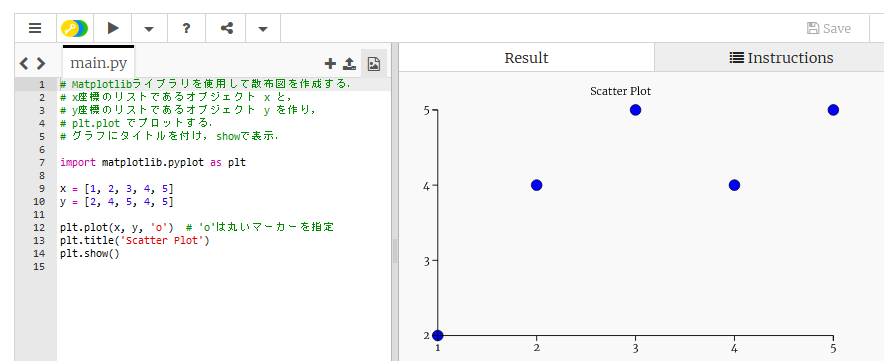 ? Save
main.py
Result
Instructions
1 # Matplotlibライブラリを使用して散布図を作成する.
2 # x座標のリストであるオブジェクト x と,
3 # y座標のリストであるオブジェクト y を作り,
4 # plt.plot でプロットする.
5 # グラフにタイトルを付け, showで表示.
6
7 import matplotlib.pyplot as plt
8
9 x = [1, 2, 3, 4, 5]
10 y = [2, 4, 5, 4, 5]
11
12 plt.plot(x, y, 'o')  # 'o'は丸いマーカーを指定
13 plt.title('Scatter Plot')
14 plt.show()
15
Scatter Plot
5
4
3
2
1 2 3 4 5